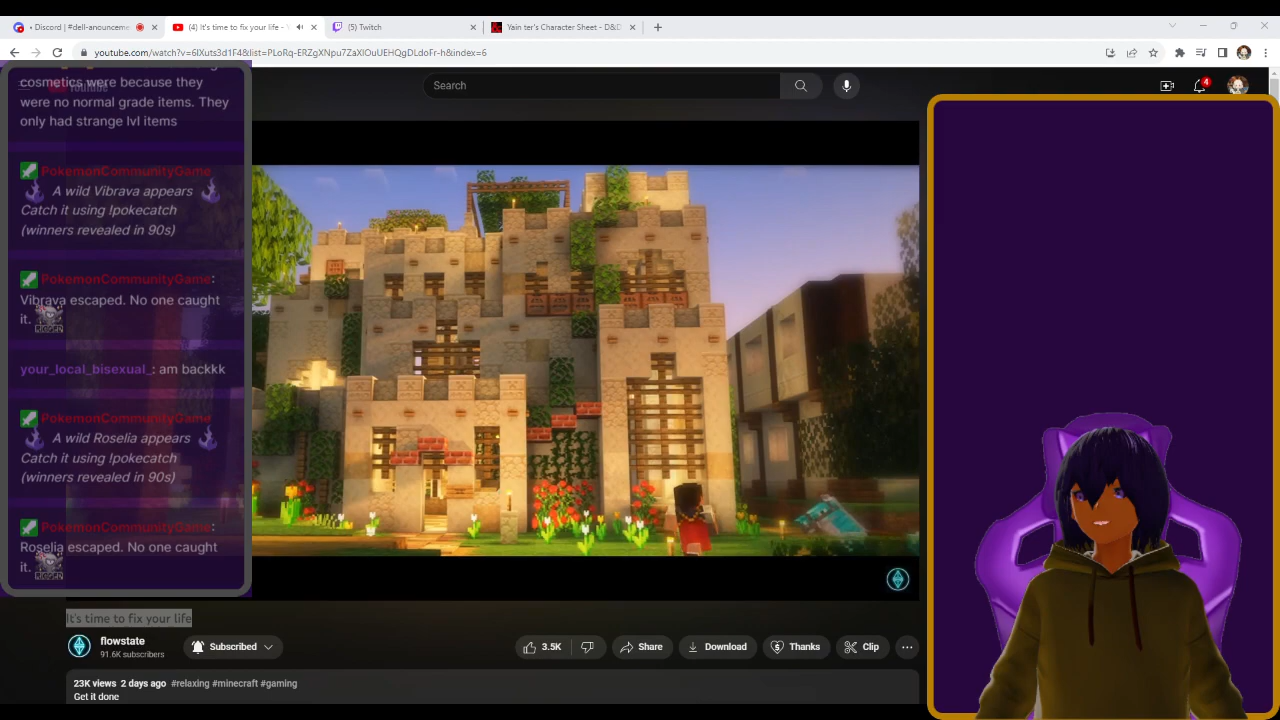 • Discord | #dell-anounceme
(4) It's time to fix your life -
(5) Twitch
Yain ter's Character Sheet - D&D
youtube.com/watch?v=6lXuts3d1F4&list=PLoRq-ERZgXNpu7ZaXlOuUEHQgDLdoFr-h&index=6
Search
4
cosmetics were because they
were no normal grade items. They
only had strange lvl items
PokemonCommunityGame
A wild Vibrava appears
Catch it using !pokecatch
(winners revealed in 90s)
PokemonCommunityGame:
Vibrava escaped. No one caught
it.
your_local_bisexual_: am backkk
PokemonCommunityGame
A wild Roselia appears
Catch it using !pokecatch
(winners revealed in 90s)
PokemonCommunityGame:
Roselia escaped. No one caught
it.
It's time to fix your life
flowstate
91.6K subscribers
Subscribed
3.5K
Share
Download
Thanks
Clip
23K views 2 days ago #relaxing #minecraft #gaming
Get it done